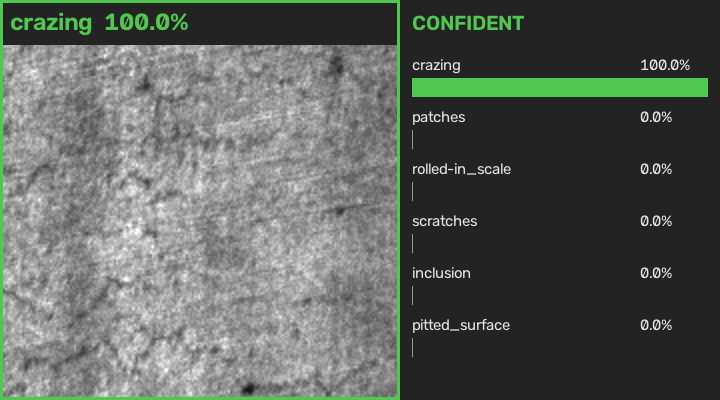 crazing 100.0%
CONFIDENT
crazing 100.0%
patches 0.0%
rolled-in_scale 0.0%
scratches 0.0%
inclusion 0.0%
pitted_surface 0.0%